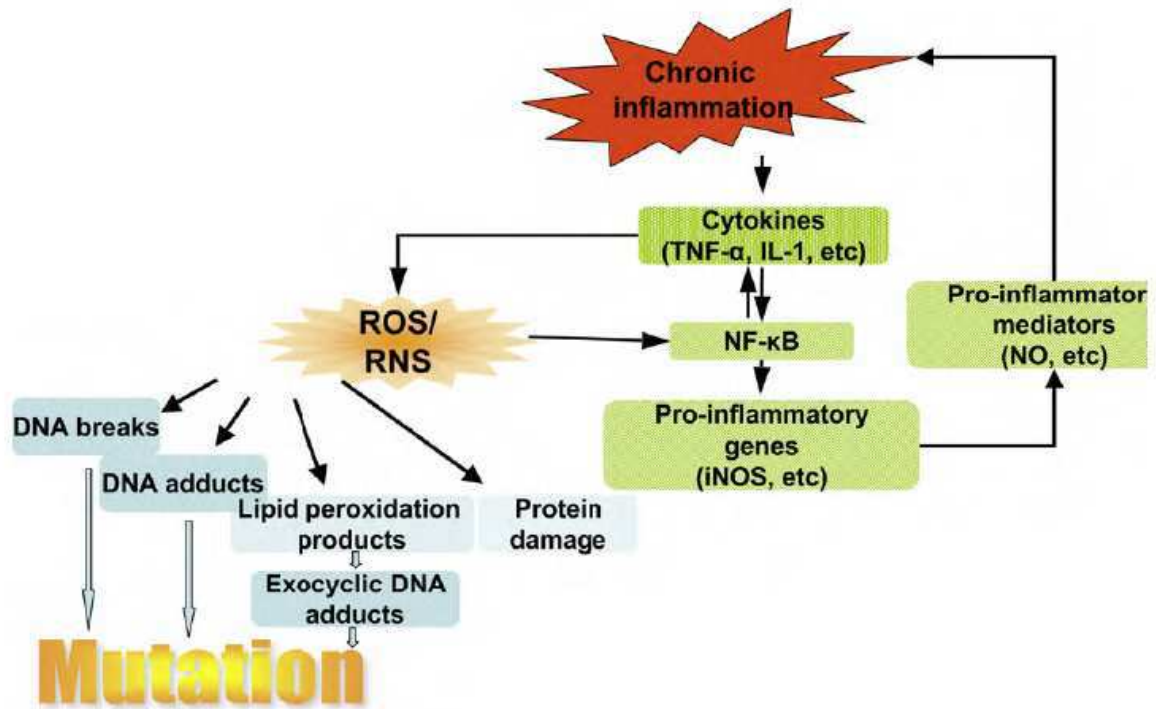 Chronic
inflammation
Cytokines
(TNF-α, IL-1, etc)
Pro-inflammator
mediators
(NO, etc)
ROS/
RNS
NF-κB
Pro-inflammatory
genes
(iNOS, etc)
DNA breaks
DNA adducts
Lipid peroxidation
products
Protein
damage
Exocyclic DNA
adducts
Mutation